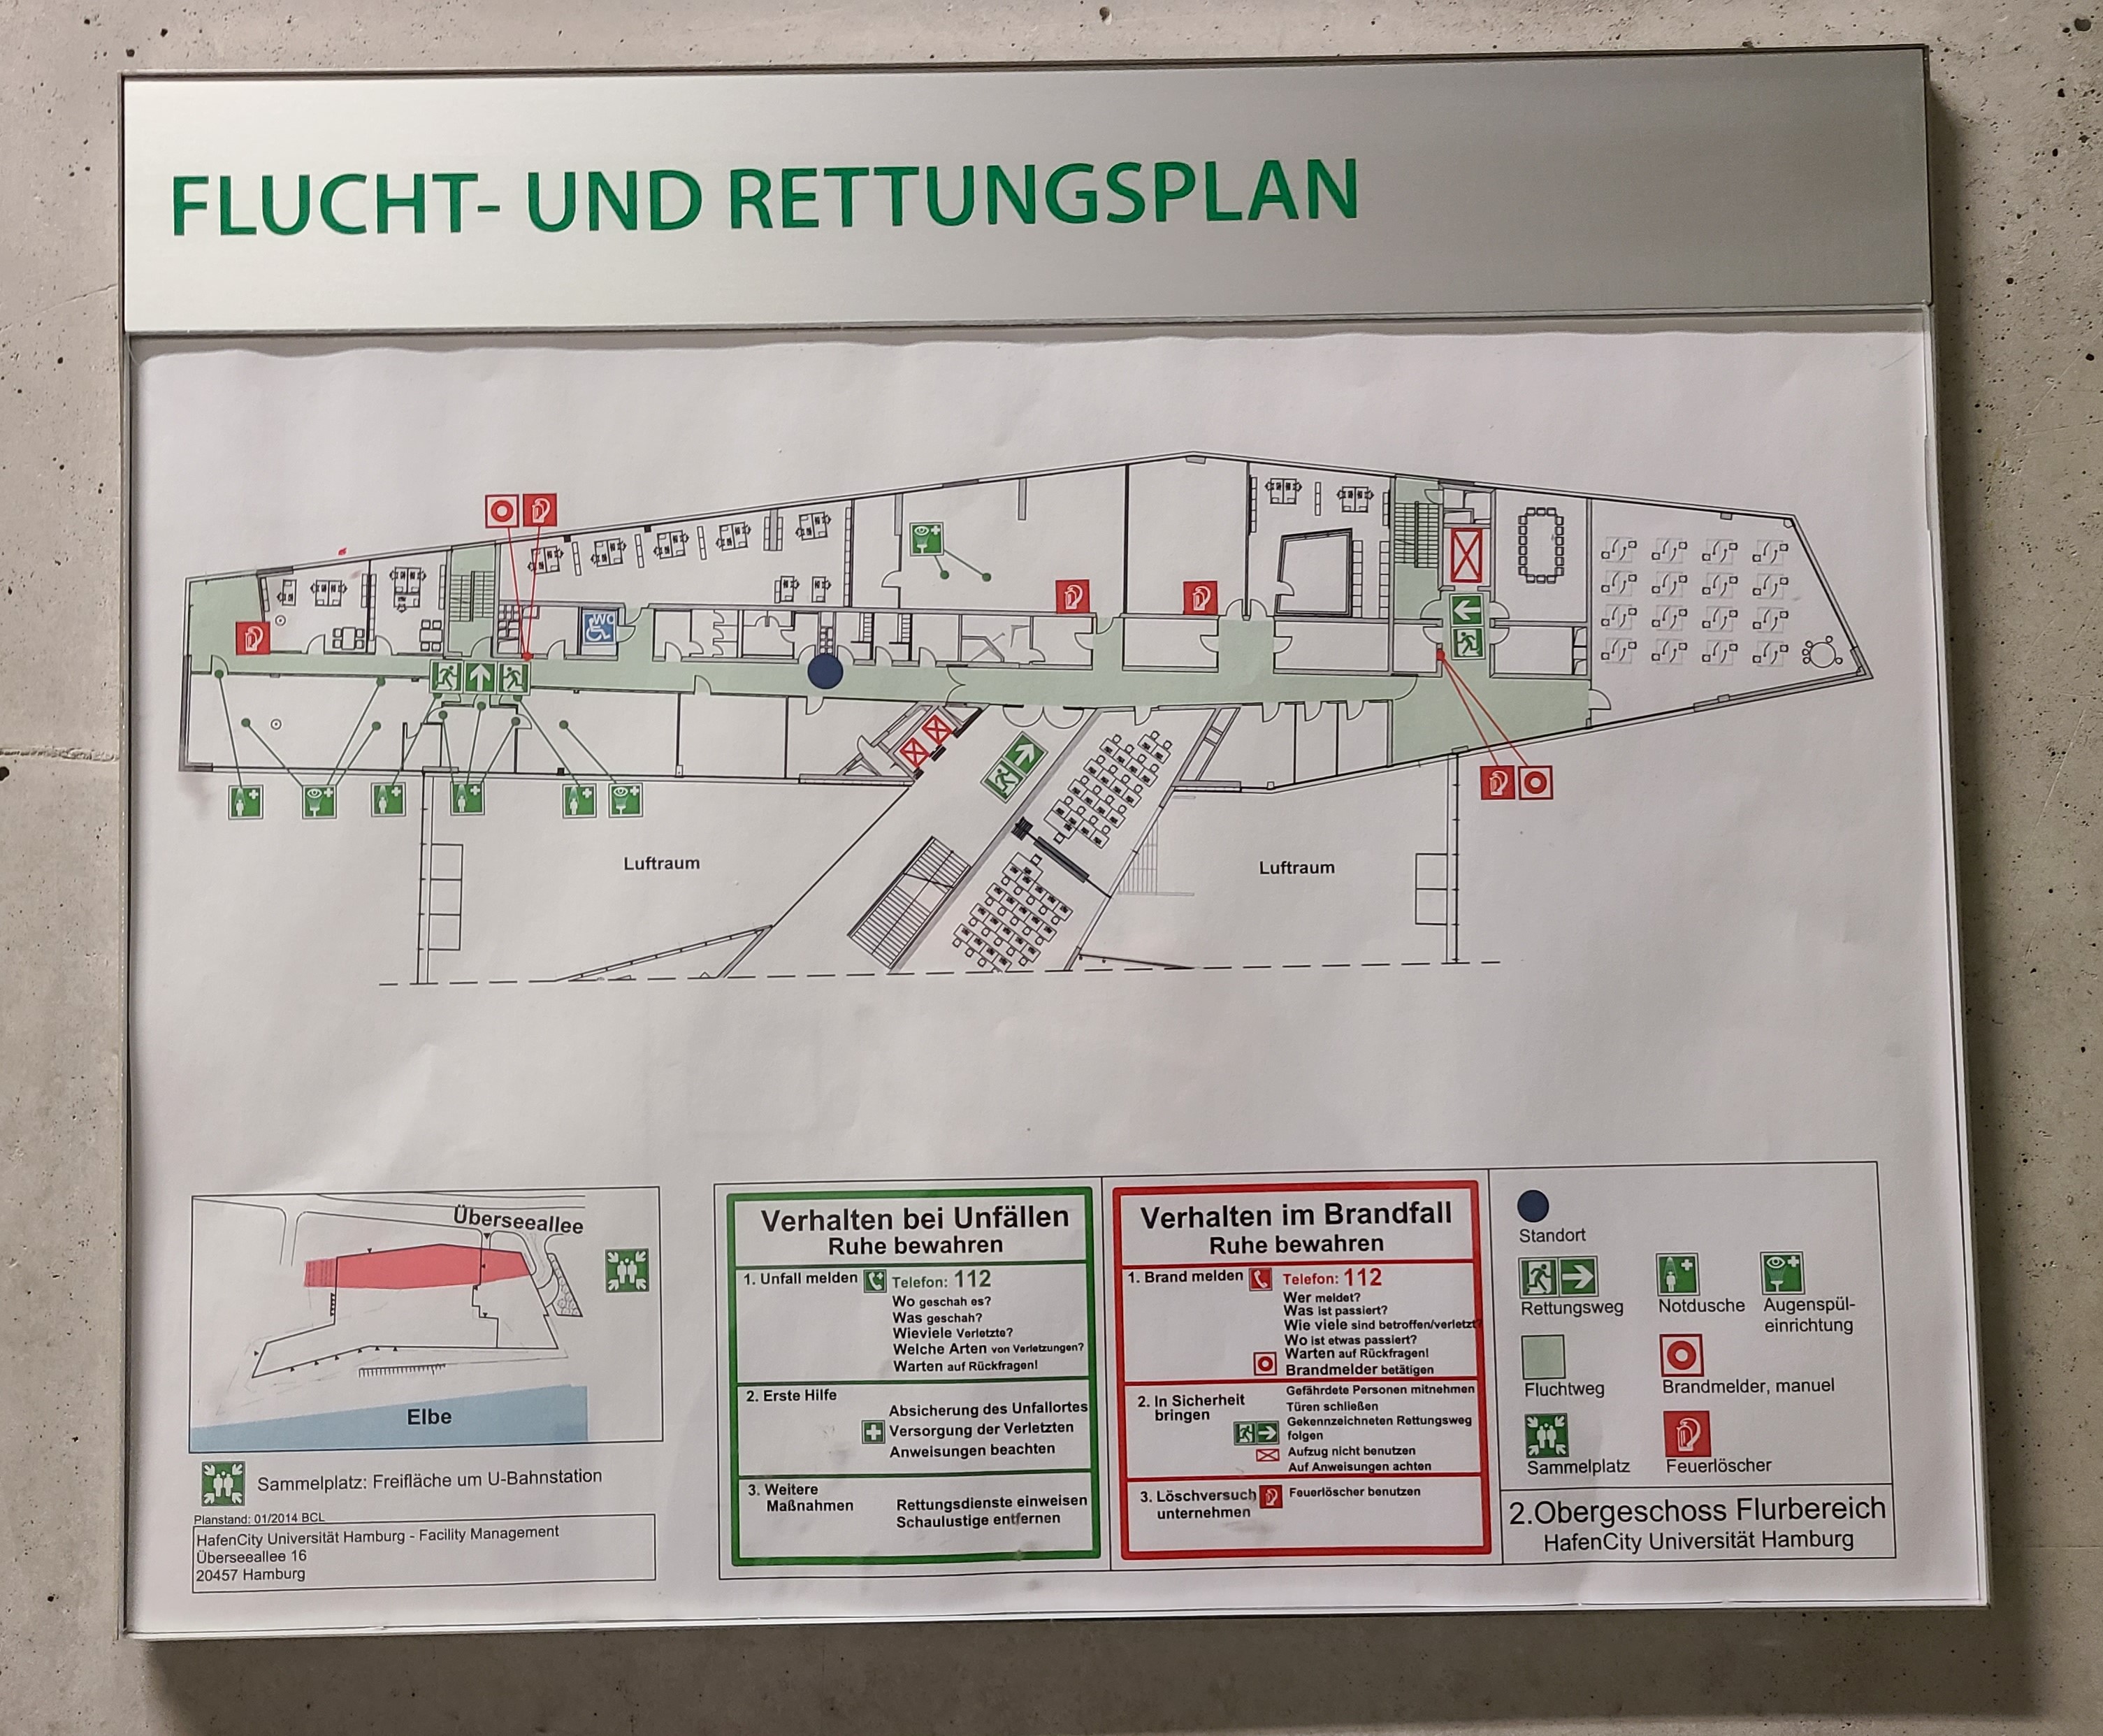 FLUCHT- UND RETTUNGSPLAN
WC
Luftraum
Luftraum
Überseeallee
Elbe
Sammelplatz: Freifläche um U-Bahnstation
Planstand: 01/2014 BCL
HafenCity Universität Hamburg - Facility Management
Überseeallee 16
20457 Hamburg
Verhalten bei Unfällen
Ruhe bewahren
1. Unfall melden Telefon: 112
Wo geschah es?
Was geschah?
Wieviele Verletzte?
Welche Arten von Verletzungen?
Warten auf Rückfragen!
2. Erste Hilfe
Absicherung des Unfallortes
Versorgung der Verletzten
Anweisungen beachten
3. Weitere
Maßnahmen
Rettungsdienste einweisen
Schaulustige entfernen
Verhalten im Brandfall
Ruhe bewahren
1. Brand melden Telefon: 112
Wer meldet?
Was ist passiert?
Wie viele sind betroffen/verletzt?
Wo ist etwas passiert?
Warten auf Rückfragen!
Brandmelder betätigen
2. In Sicherheit
bringen
Gefährdete Personen mitnehmen
Türen schließen
Gekennzeichneten Rettungsweg
folgen
Aufzug nicht benutzen
Auf Anweisungen achten
3. Löschversuch
unternehmen
Feuerlöscher benutzen
Standort
Rettungsweg
Notdusche
Augenspül-
einrichtung
Fluchtweg
Brandmelder, manuel
Sammelplatz
Feuerlöscher
2.Obergeschoss Flurbereich
HafenCity Universität Hamburg